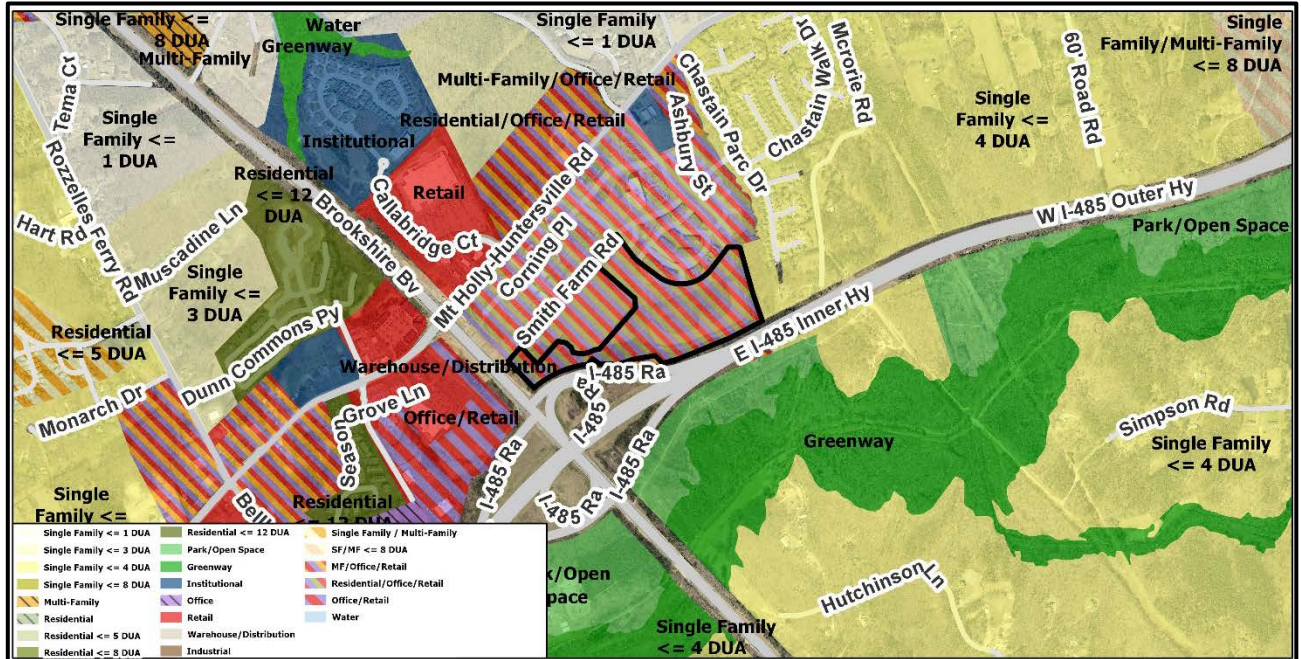 Single Family <=
8 DUA
Multi-Family
Water
Greenway
Single Family
<= 1 DUA
Single
Family/Multi-Family
<= 8 DUA
Tema Cr
Rozzelles Ferry Rd
Single
Family <=
1 DUA
Institutional
Multi-Family/Office/Retail
Residential/Office/Retail
Chastain Parc Dr
Ashbury St
Chastain Walk Dr
Mcrorie Rd
Single
Family <=
4 DUA
60' Road Rd
Hart Rd
Muscadine Ln
Residential
<= 12
DUA
Brookshire Bv
Callabridge Ct
Retail
Mt Holly-Huntersville Rd
Corning Pl
Smith Farm Rd
W I-485 Outer Hy
Park/Open Space
Single
Family <=
3 DUA
Residential
<= 5 DUA
Dunn Commons Py
Monarch Dr
Warehouse/Distribution
Grove Ln
Season
Office/Retail
I-485 Ra
E I-485 Inner Hy
I-485 R
I-485 Ra
I-485 Ra
I-485 Ra
Greenway
Simpson Rd
Single Family
<= 4 DUA
Single
Family <=
Residential
<= 12 DUA
k/Open
pace
Single Family
<= 4 DUA
Hutchinson Ln
Single Family <= 1 DUA
Single Family <= 3 DUA
Single Family <= 4 DUA
Single Family <= 8 DUA
Multi-Family
Residential
Residential <= 5 DUA
Residential <= 8 DUA
Residential <= 12 DUA
Park/Open Space
Greenway
Institutional
Office
Retail
Warehouse/Distribution
Industrial
Single Family / Multi-Family
SF/MF <= 8 DUA
MF/Office/Retail
Residential/Office/Retail
Office/Retail
Water